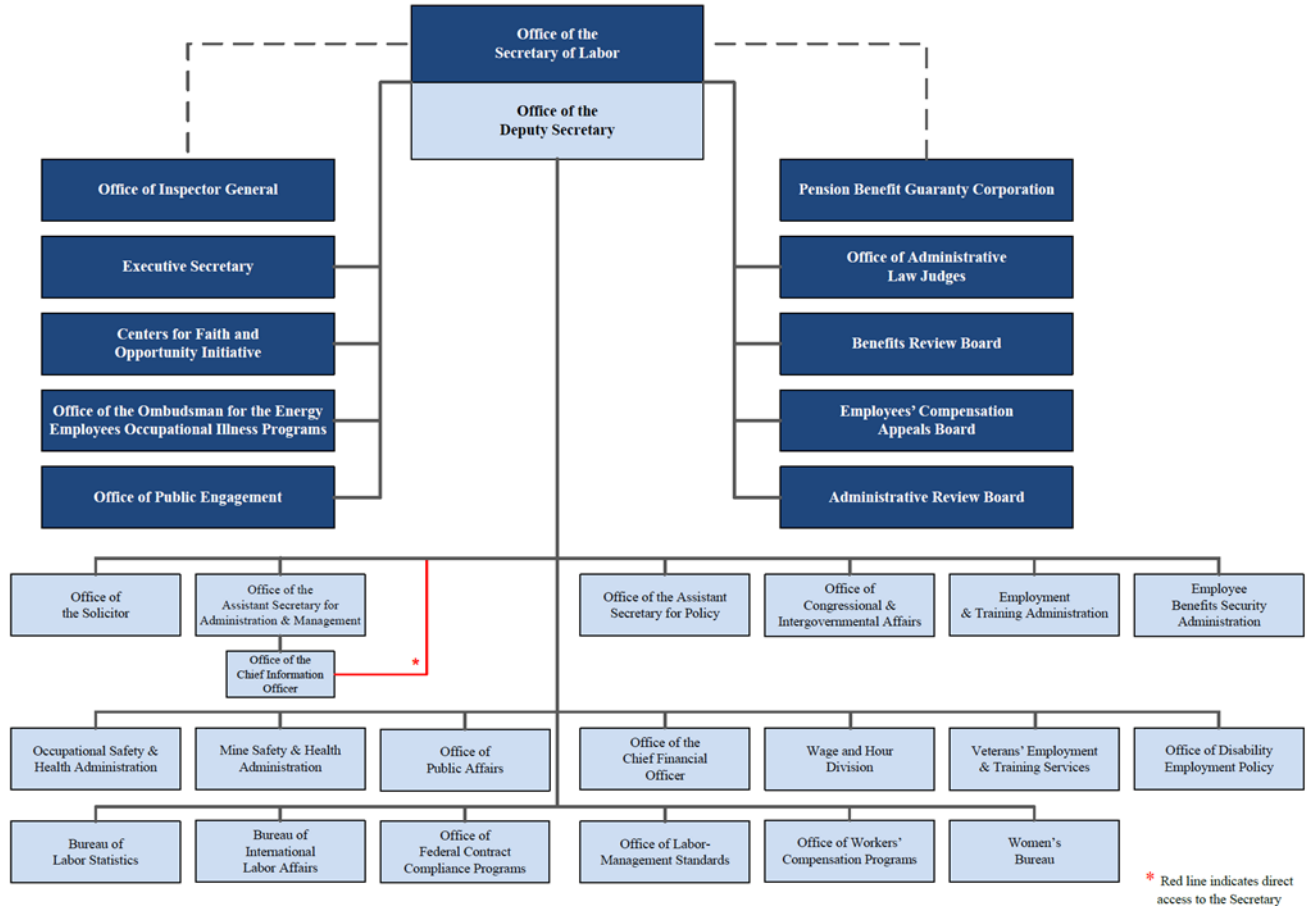 Office of the
Secretary of Labor
Office of the
Deputy Secretary
Office of Inspector General
Pension Benefit Guaranty Corporation
Executive Secretary
Office of Administrative
Law Judges
Centers for Faith and
Opportunity Initiative
Benefits Review Board
Office of the Ombudsman for the Energy
Employees Occupational Illness Programs
Employees' Compensation
Appeals Board
Office of Public Engagement
Administrative Review Board
Office of
the Solicitor
Office of the
Assistant Secretary for
Administration & Management
Office of the Assistant
Secretary for Policy
Office of
Congressional &
Intergovernmental Affairs
Employment
& Training Administration
Employee
Benefits Security
Administration
Office of the
Chief Information
Officer
*
Occupational Safety &
Health Administration
Mine Safety & Health
Administration
Office of
Public Affairs
Office of the
Chief Financial
Officer
Wage and Hour
Division
Veterans' Employment
& Training Services
Office of Disability
Employment Policy
Bureau of
Labor Statistics
Bureau of
International
Labor Affairs
Office of
Federal Contract
Compliance Programs
Office of Labor-
Management Standards
Office of Workers'
Compensation Programs
Women's
Bureau
* Red line indicates direct
access to the Secretary